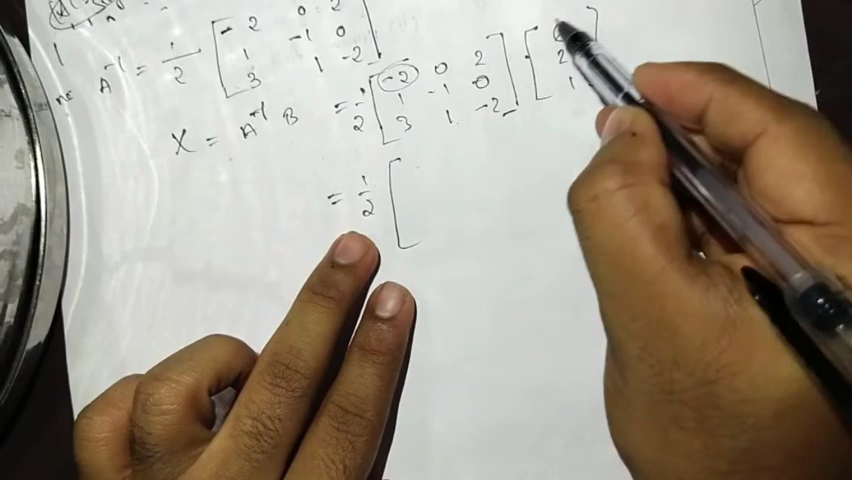 A⁻¹ = 1/2 [ -2 0 2
1 -1 0
3 1 -2 ]
X = A⁻¹ B = 1/2 [ -2 0 2
1 -1 0
3 1 -2 ] [
2
1
= 1/2 [